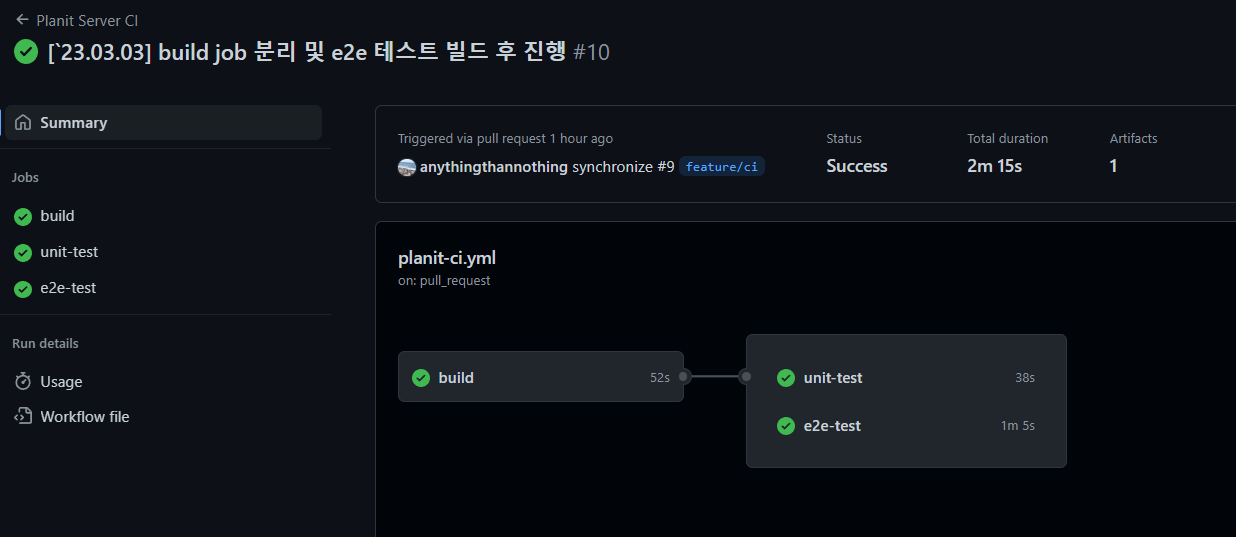 Planit Server CI
[`23.03.03] build job 분리 및 e2e 테스트 빌드 후 진행 #10
Summary
Jobs
build
unit-test
e2e-test
Run details
Usage
Workflow file
Triggered via pull request 1 hour ago
anythingthannothing synchronize #9 feature/ci
Status
Success
Total duration
2m 15s
Artifacts
1
planit-ci.yml
on: pull_request
build 52s
unit-test 38s
e2e-test 1m 5s